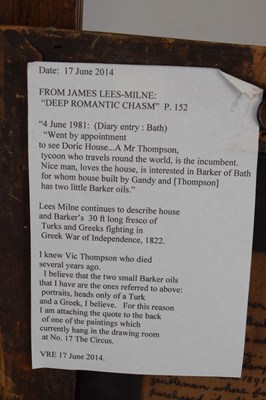 Date: 17 June 2014
FROM JAMES LEES-MILNE:
"DEEP ROMANTIC CHASM" P. 152
"4 June 1981: (Diary entry : Bath)
"Went by appointment
to see Doric House...A Mr Thompson,
tycoon who travels round the world, is the incumbent.
Nice man, loves the house, is interested in Barker of Bath
for whom house built by Gandy and [Thompson]
has two little Barker oils."
Lees Milne continues to describe house
and Barker's 30 ft long fresco of
Turks and Greeks fighting in
Greek War of Independence, 1822.
I knew Vic Thompson who died
several years ago.
I believe that the two small Barker oils
that I have are the ones referred to above:
portraits, heads only of a Turk
and a Greek, I believe. For this reason
I am attaching the quote to the back
of one of the paintings which
currently hang in the drawing room
at No. 17 The Circus.
VRE 17 June 2014.
gentleman whose